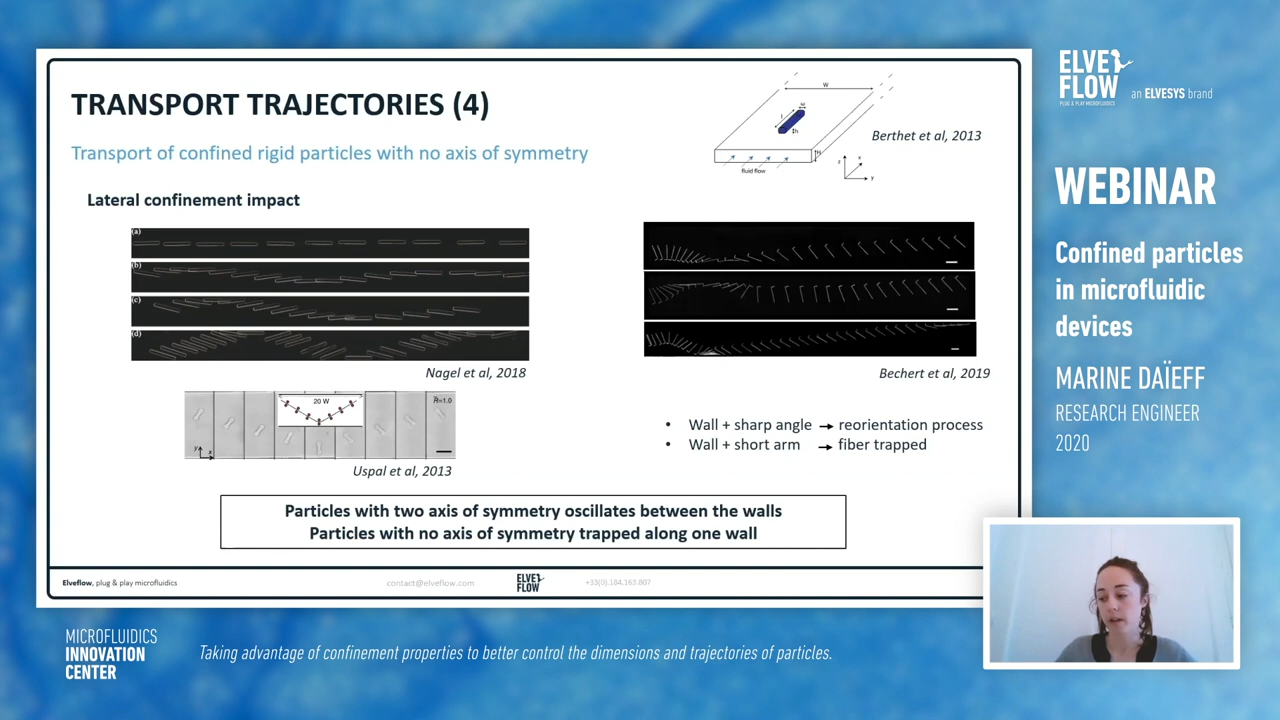 TRANSPORT TRAJECTORIES (4)
Transport of confined rigid particles with no axis of symmetry
Lateral confinement impact
W
l
h
H
fluid flow
z
x
y
Berthet et al, 2013
(a)
(b)
(c)
(d)
Nagel et al, 2018
Bechert et al, 2019
20 W
y
x
Uspal et al, 2013
• Wall + sharp angle → reorientation process
• Wall + short arm → fiber trapped
Particles with two axis of symmetry oscillates between the walls
Particles with no axis of symmetry trapped along one wall
Elveflow, plug & play microfluidics
contact@elveflow.com
ELVE
FLOW
+33(0).184.163.807
ELVE
FLOW
PLUG & PLAY MICROFLUIDICS
an ELVESYS brand
WEBINAR
Confined particles
in microfluidic
devices
MARINE DAÏEFF
RESEARCH ENGINEER
2020
MICROFLUIDICS
INNOVATION
CENTER
Taking advantage of confinement properties to better control the dimensions and trajectories of particles.